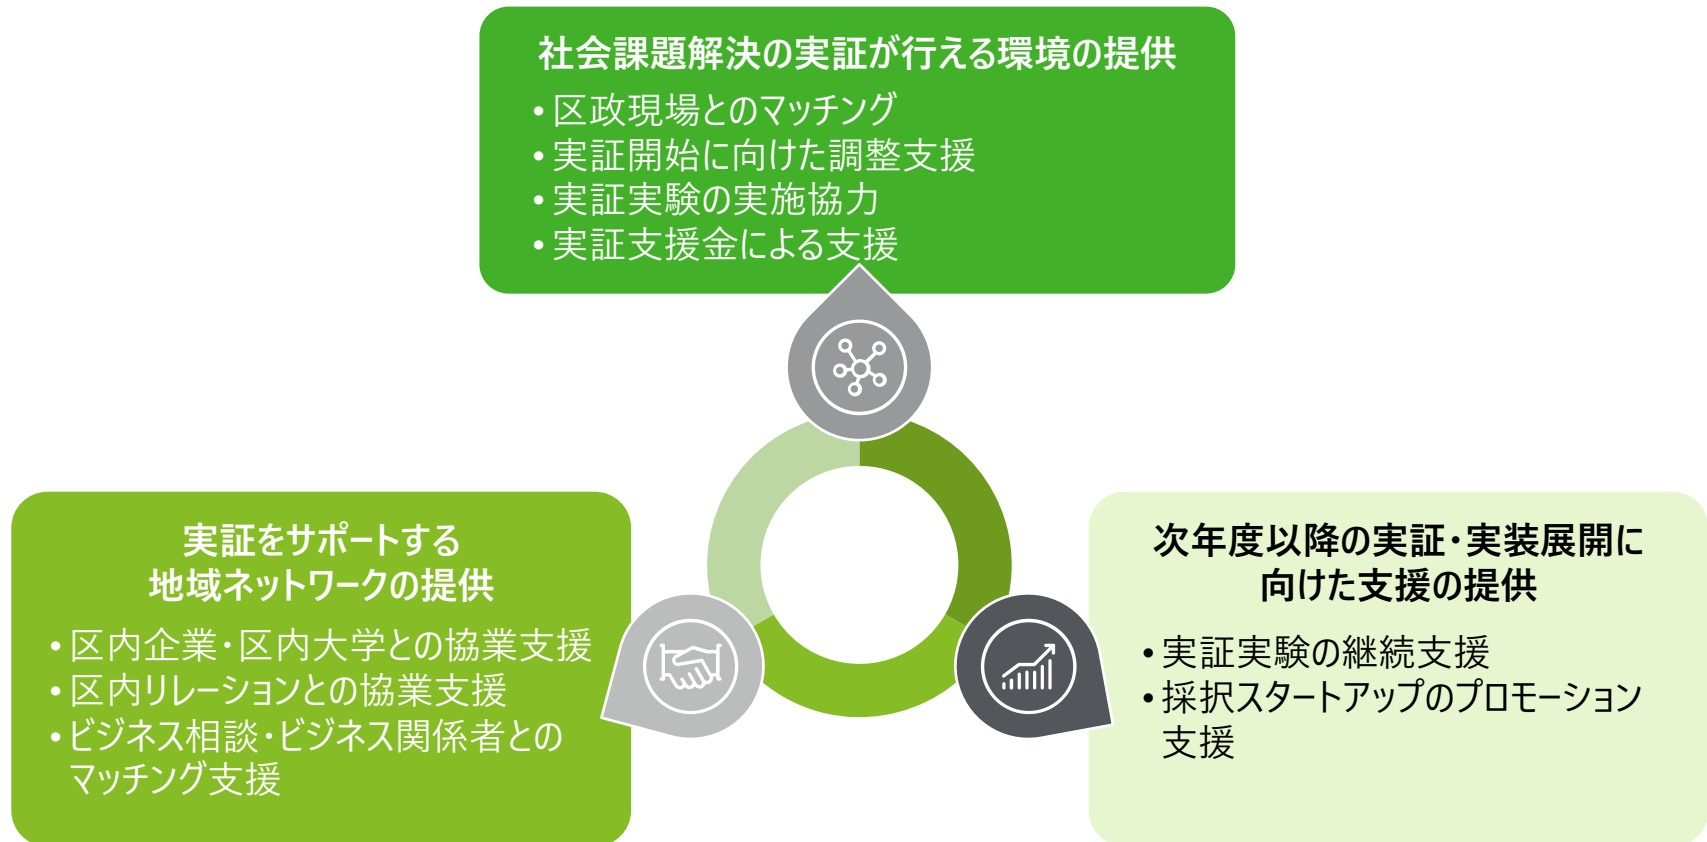 社会課題解決の実証が行える環境の提供
• 区政現場とのマッチング
• 実証開始に向けた調整支援
• 実証実験の実施協力
• 実証支援金による支援
実証をサポートする
地域ネットワークの提供
• 区内企業・区内大学との協業支援
• 区内リレーションとの協業支援
• ビジネス相談・ビジネス関係者との
マッチング支援
次年度以降の実証・実装展開に
向けた支援の提供
• 実証実験の継続支援
• 採択スタートアップのプロモーション
支援